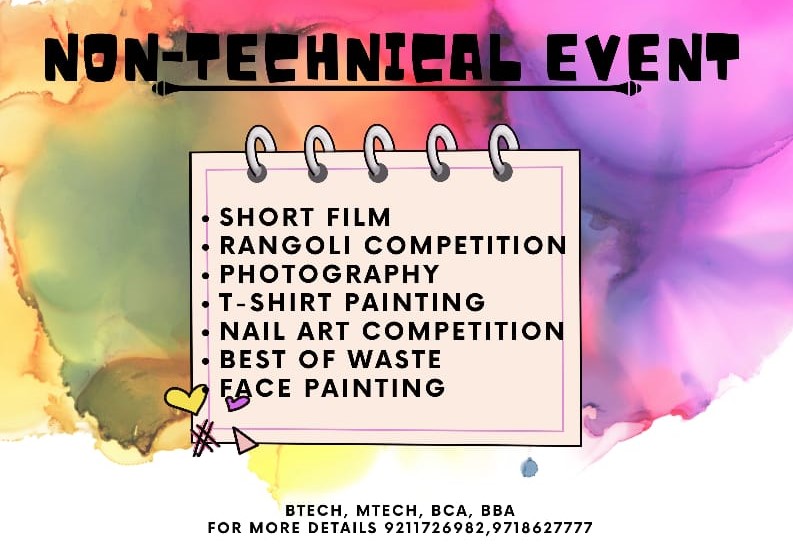 NON-TECHNICAL EVENT
• SHORT FILM
• RANGOLI COMPETITION
• PHOTOGRAPHY
• T-SHIRT PAINTING
• NAIL ART COMPETITION
• BEST OF WASTE
• FACE PAINTING
BTECH, MTECH, BCA, BBA
FOR MORE DETAILS 9211726982,9718627777